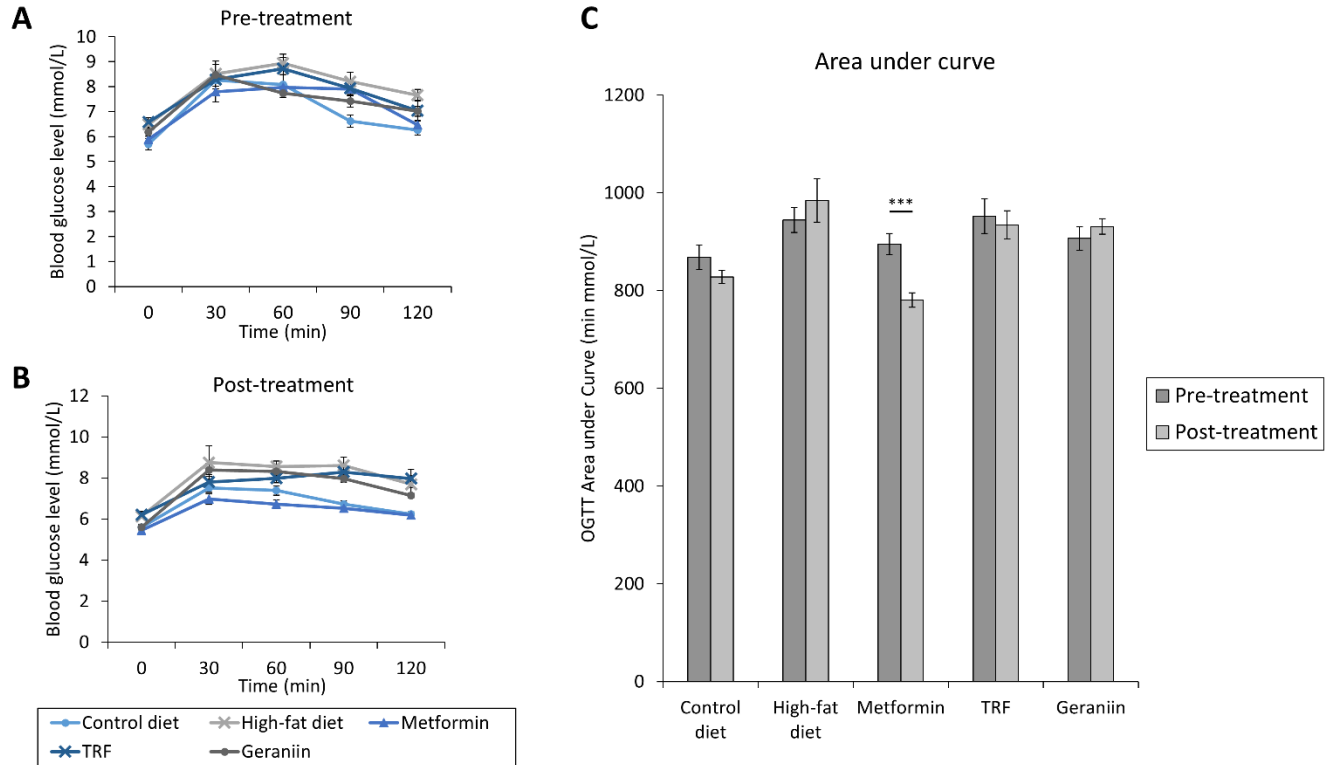 A
Pre-treatment
Blood glucose level (mmol/L)
10
9
8
7
6
5
4
3
2
1
0
0 30 60 90 120
Time (min)
B
Post-treatment
Blood glucose level (mmol/L)
12
10
8
6
4
2
0
0 30 60 90 120
Time (min)
Control diet High-fat diet Metformin
TRF Geraniin
C
Area under curve
OGTT Area under Curve (min mmol/L)
1200
1000
800
600
400
200
0
***
Control diet
High-fat diet
Metformin
TRF
Geraniin
Pre-treatment
Post-treatment